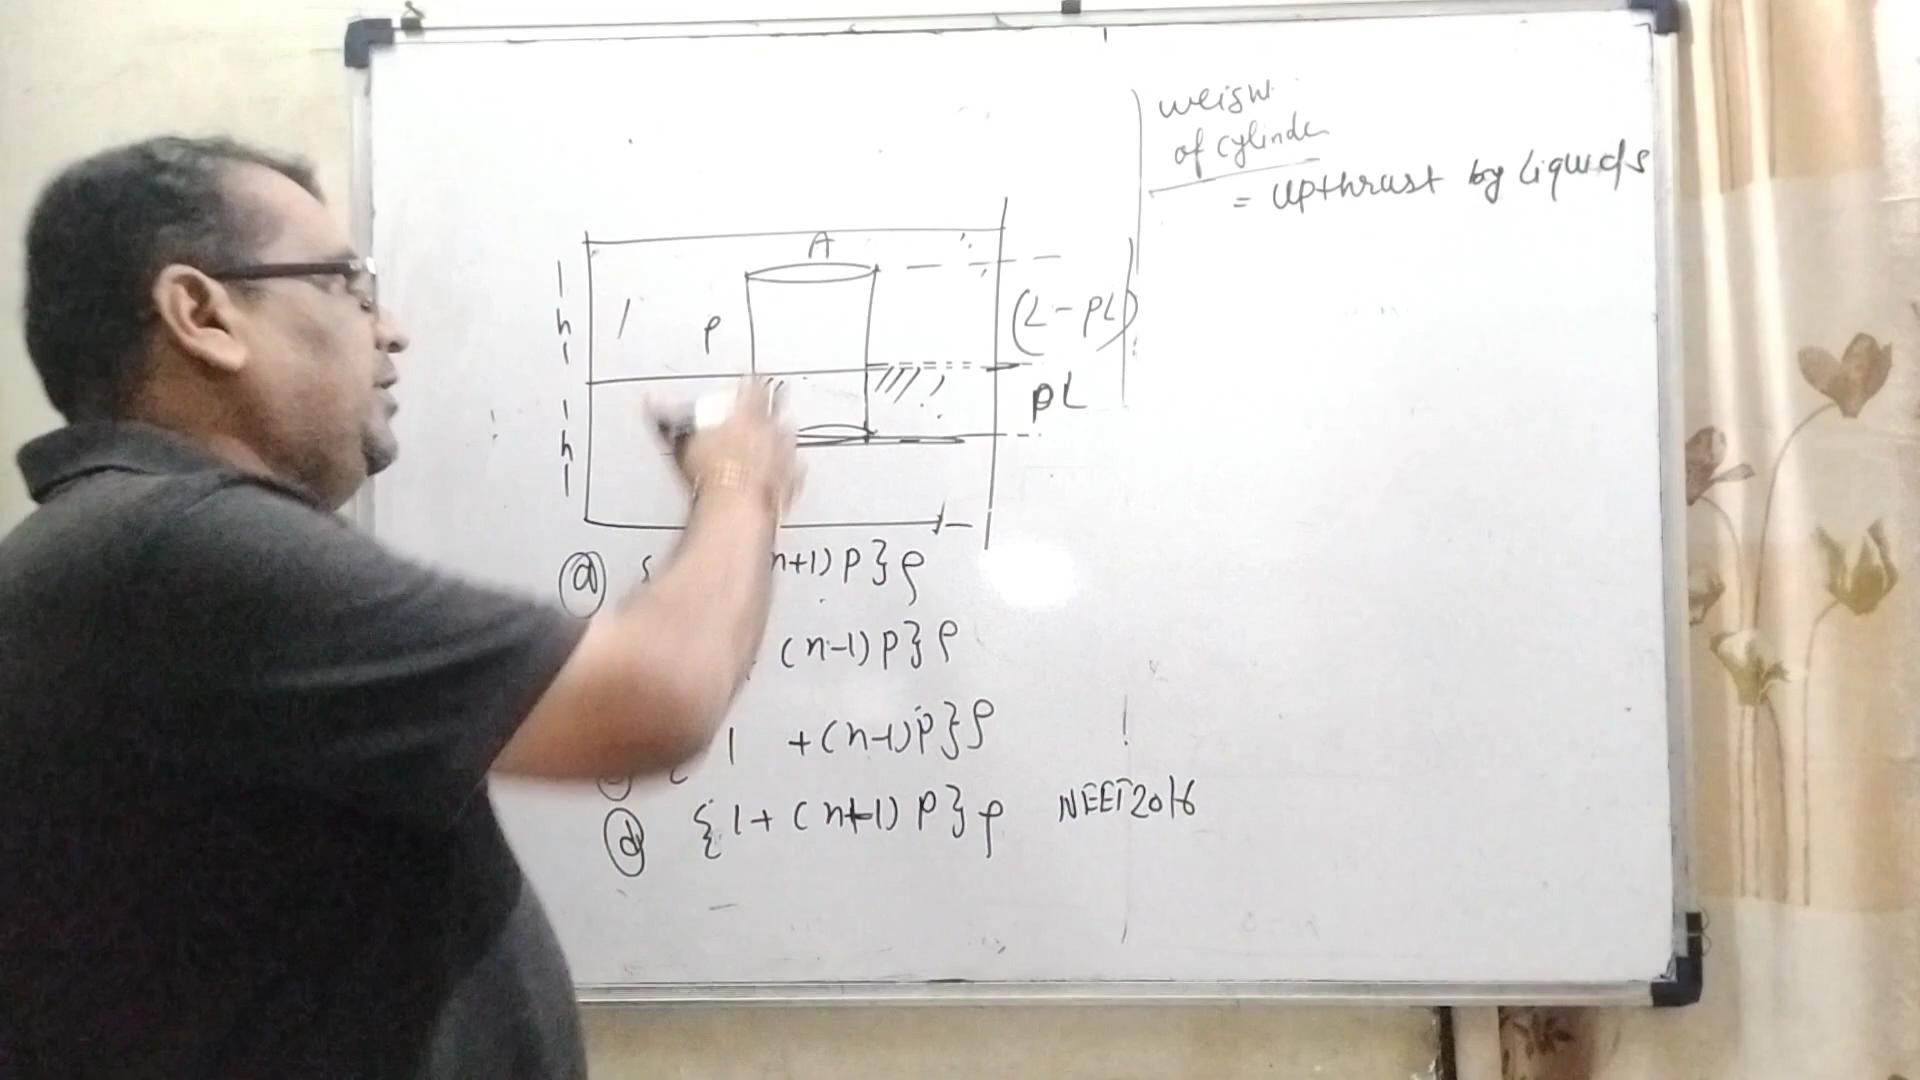 weight
of cylinder
= upthrust by Liquids
A
h
ρ
(L-PL)
PL
h
ⓐ { n+1) P } ρ
(n-1) P } ρ
1 + (n-1) P } ρ
ⓓ { 1 + (n+1) P } ρ NEET 2016